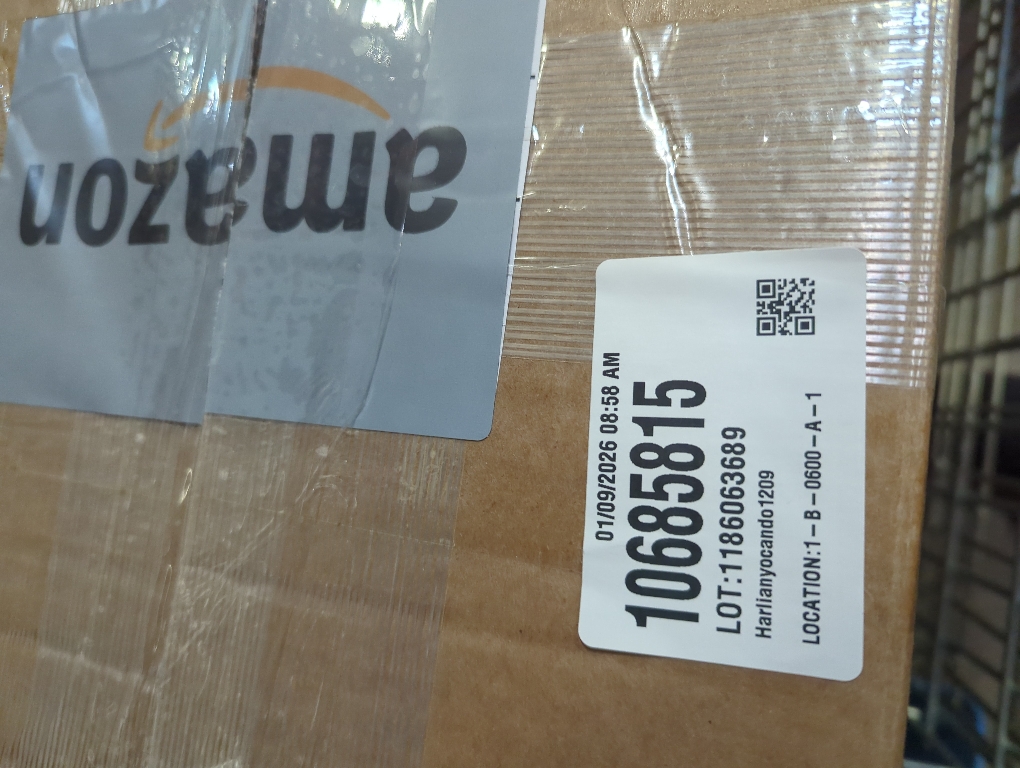 amazon
01/09/2026 08:58 AM
10685815
LOT:1186063689
Harlianyocando1209
LOCATION:1-B-0600-A-1